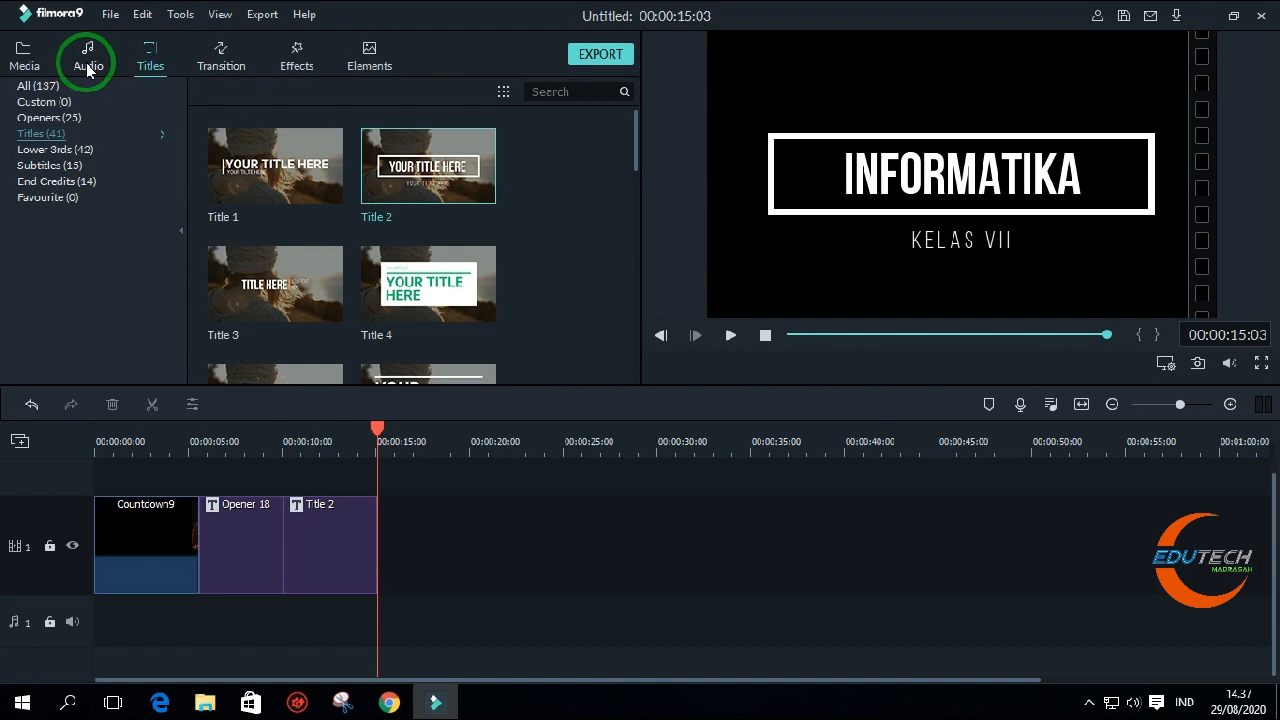 filmora9 File Edit Tools View Export Help
Untitled: 00:00:15:03
Media Audio Titles Transition Effects Elements
EXPORT
All (137)
Custom (0)
Openers (25)
Titles (41)
Lower 3rds (42)
Subtitles (15)
End Credits (14)
Favourite (0)
Search
YOUR TITLE HERE
YOUR TITLE HERE
Title 1
YOUR TITLE HERE
Title 2
TITLE HERE
Title 3
YOUR TITLE
HERE
Title 4
INFORMATIKA
KELAS VII
00:00:15:03
00:00:00:00 00:00:05:00 00:00:10:00 00:00:15:00 00:00:20:00 00:00:25:00 00:00:30:00 00:00:35:00 00:00:40:00 00:00:45:00 00:00:50:00 00:00:55:00 00:01:00:00
Countdown9 T Opener 18 T Title 2
1
1
EDUTECH
MADRASAH
IND
14.37
29/08/2020